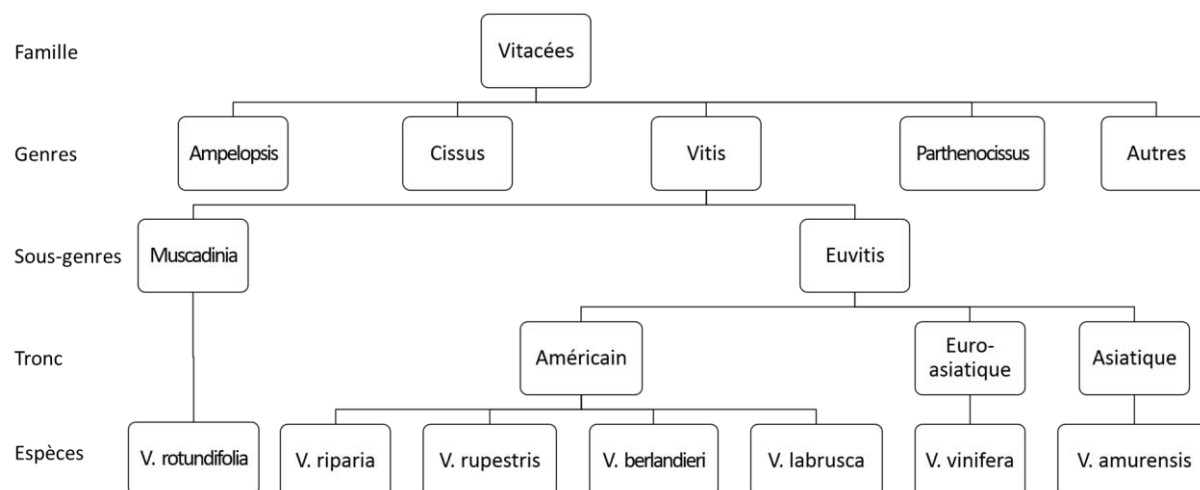 Famille
Vitacées
Genres
Ampelopsis
Cissus
Vitis
Parthenocissus
Autres
Sous-genres
Muscadinia
Euvitis
Tronc
Américain
Euro-
asiatique
Asiatique
Espèces
V. rotundifolia
V. riparia
V. rupestris
V. berlandieri
V. labrusca
V. vinifera
V. amurensis